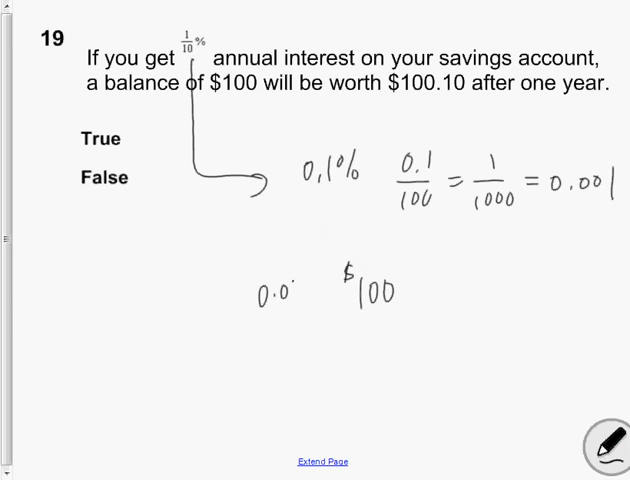 19
If you get 1/10 % annual interest on your savings account,
a balance of $100 will be worth $100.10 after one year.
True
False
0,1% 0.1/100 = 1/1000 = 0.001
0.0 $100
Extend Page